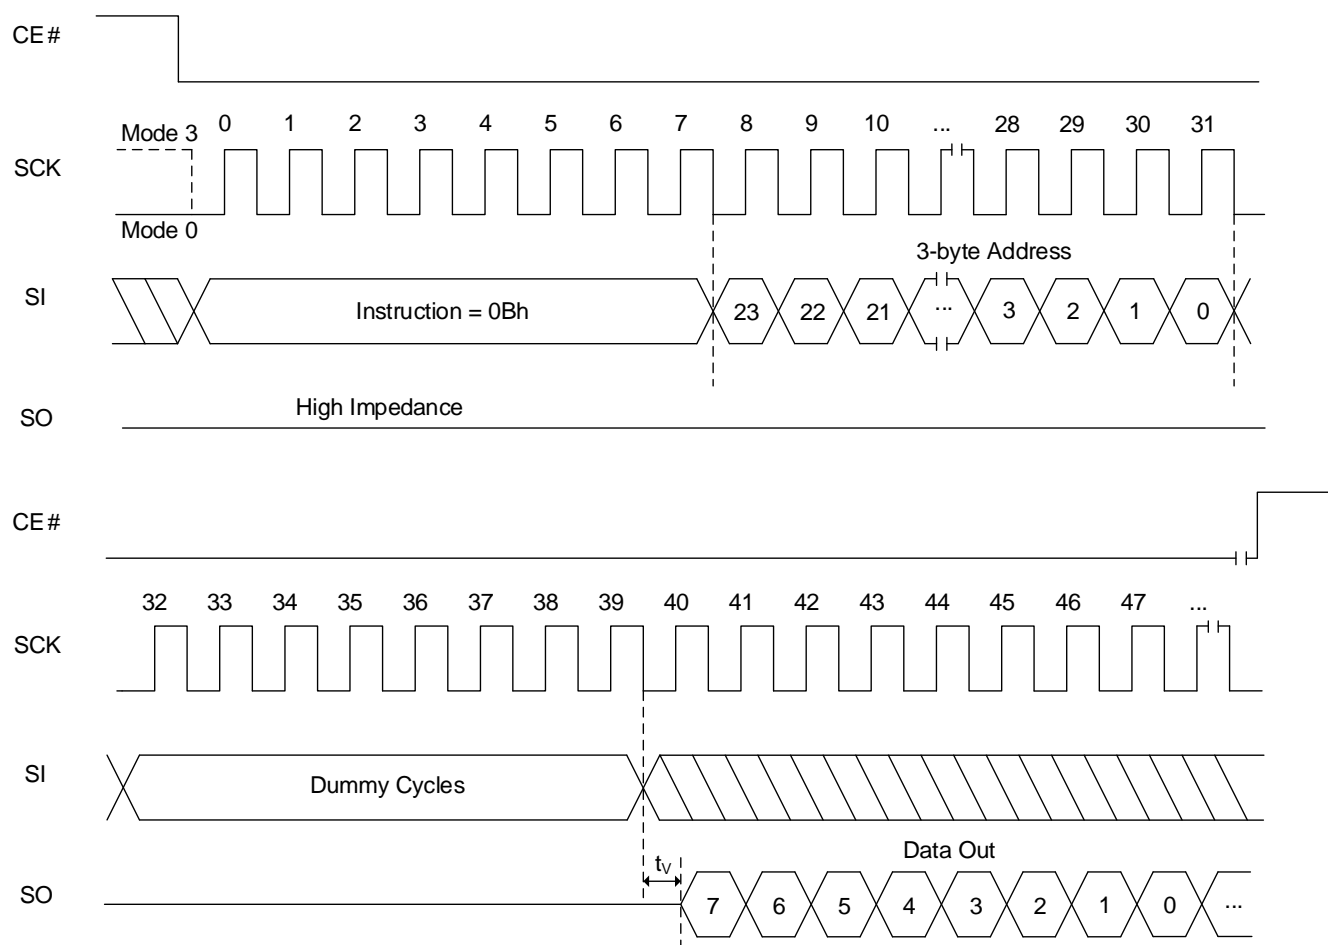 CE#
Mode 3 0 1 2 3 4 5 6 7 8 9 10 ... 28 29 30 31
SCK
Mode 0
3-byte Address
SI Instruction = 0Bh 23 22 21 ... 3 2 1 0
High Impedance
SO
CE#
32 33 34 35 36 37 38 39 40 41 42 43 44 45 46 47 ...
SCK
SI Dummy Cycles
Data Out
tV
SO 7 6 5 4 3 2 1 0 ...